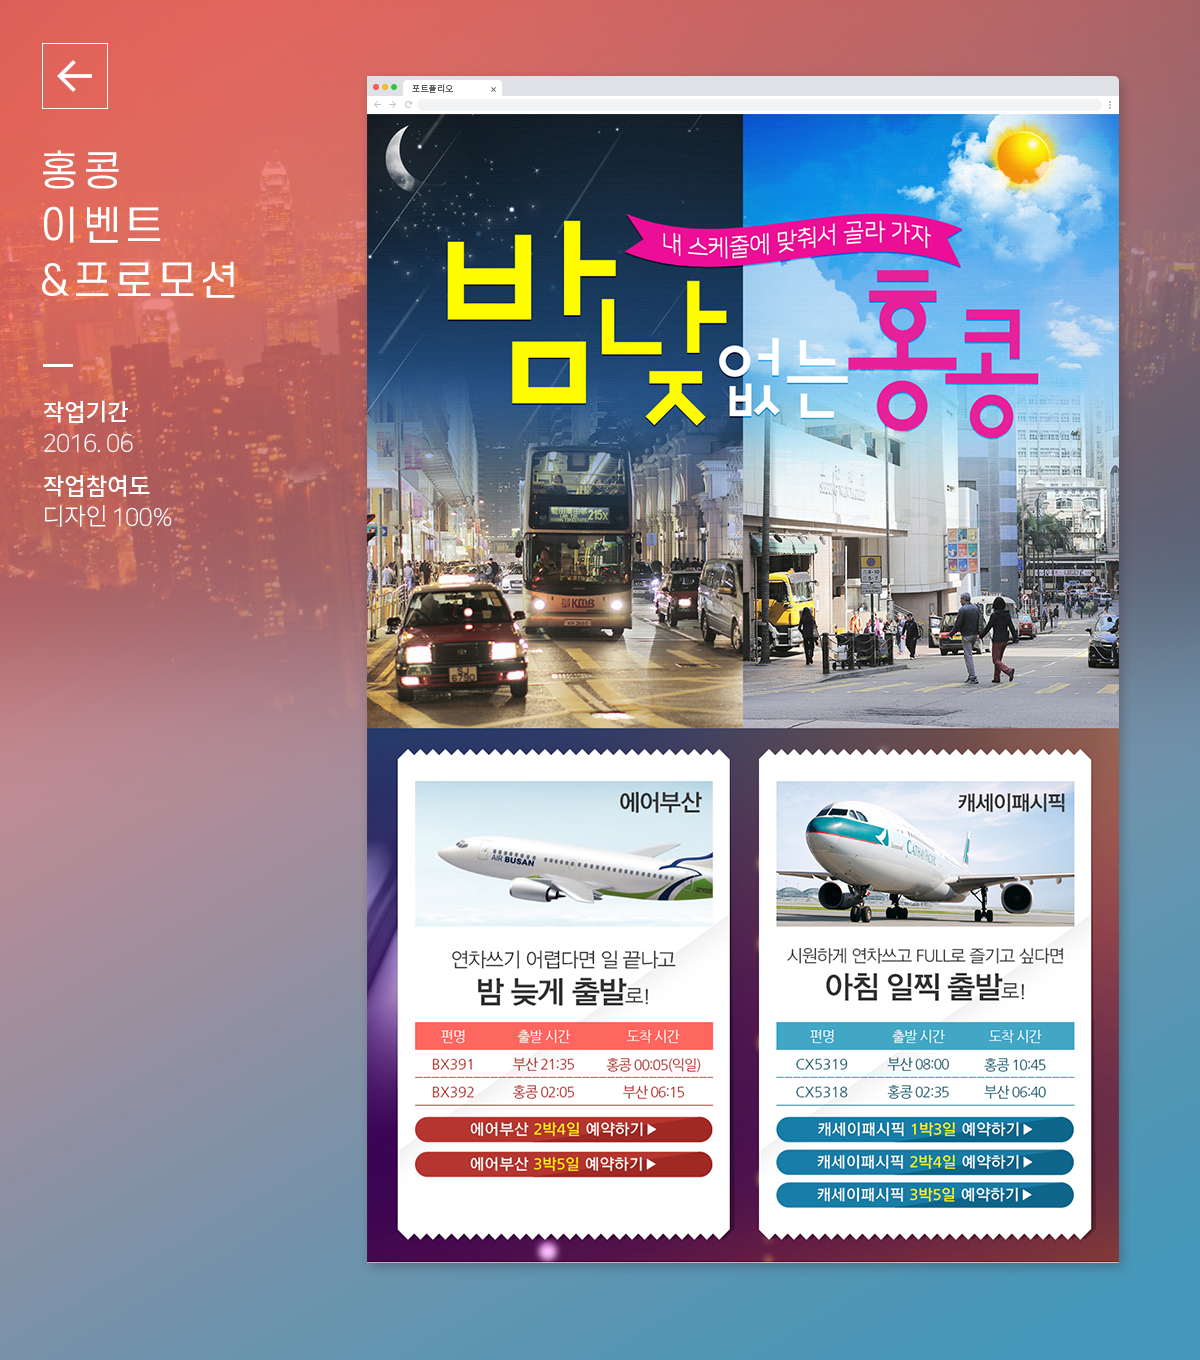 홍콩
이벤트
&프로모션
작업기간
2016. 06
작업참여도
디자인 100%
포트폴리오
내 스케줄에 맞춰서 골라 가자
밤낮없는홍콩
215X
KMB
에어부산
AIR BUSAN
연차쓰기 어렵다면 일 끝나고
밤 늦게 출발로!
편명 출발 시간 도착 시간
BX391 부산 21:35 홍콩 00:05(익일)
BX392 홍콩 02:05 부산 06:15
에어부산 2박4일 예약하기▶
에어부산 3박5일 예약하기▶
캐세이패시픽
CATHAY PACIFIC
시원하게 연차쓰고 FULL로 즐기고 싶다면
아침 일찍 출발로!
편명 출발 시간 도착 시간
CX5319 부산 08:00 홍콩 10:45
CX5318 홍콩 02:35 부산 06:40
캐세이패시픽 1박3일 예약하기▶
캐세이패시픽 2박4일 예약하기▶
캐세이패시픽 3박5일 예약하기▶